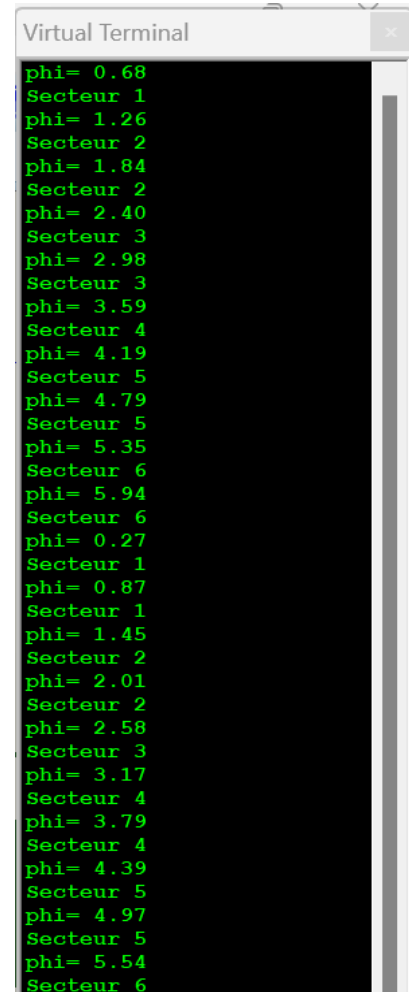 Virtual Terminal
phi= 0.68
Secteur 1
phi= 1.26
Secteur 2
phi= 1.84
Secteur 2
phi= 2.40
Secteur 3
phi= 2.98
Secteur 3
phi= 3.59
Secteur 4
phi= 4.19
Secteur 5
phi= 4.79
Secteur 5
phi= 5.35
Secteur 6
phi= 5.94
Secteur 6
phi= 0.27
Secteur 1
phi= 0.87
Secteur 1
phi= 1.45
Secteur 2
phi= 2.01
Secteur 2
phi= 2.58
Secteur 3
phi= 3.17
Secteur 4
phi= 3.79
Secteur 4
phi= 4.39
Secteur 5
phi= 4.97
Secteur 5
phi= 5.54
Secteur 6